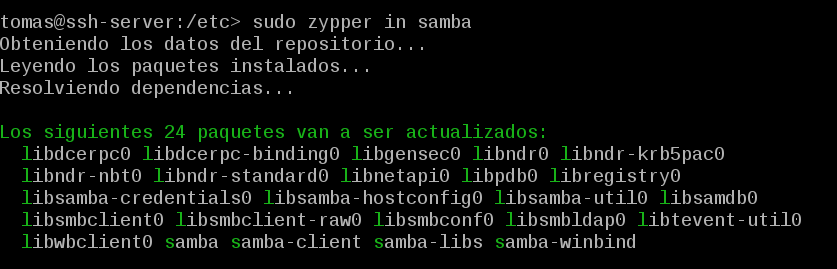 tomas@ssh-server:/etc> sudo zypper in samba
Obteniendo los datos del repositorio...
Leyendo los paquetes instalados...
Resolviendo dependencias...
Los siguientes 24 paquetes van a ser actualizados:
libdcerpc0 libdcerpc-binding0 libgensec0 libndr0 libndr-krb5pac0
libndr-nbt0 libndr-standard0 libnetapi0 libpdb0 libregistry0
libsamba-credentials0 libsamba-hostconfig0 libsamba-util0 libsamdb0
libsmbclient0 libsmbclient-raw0 libsmbconf0 libsmbldap0 libtevent-util0
libwbclient0 samba samba-client samba-libs samba-winbind